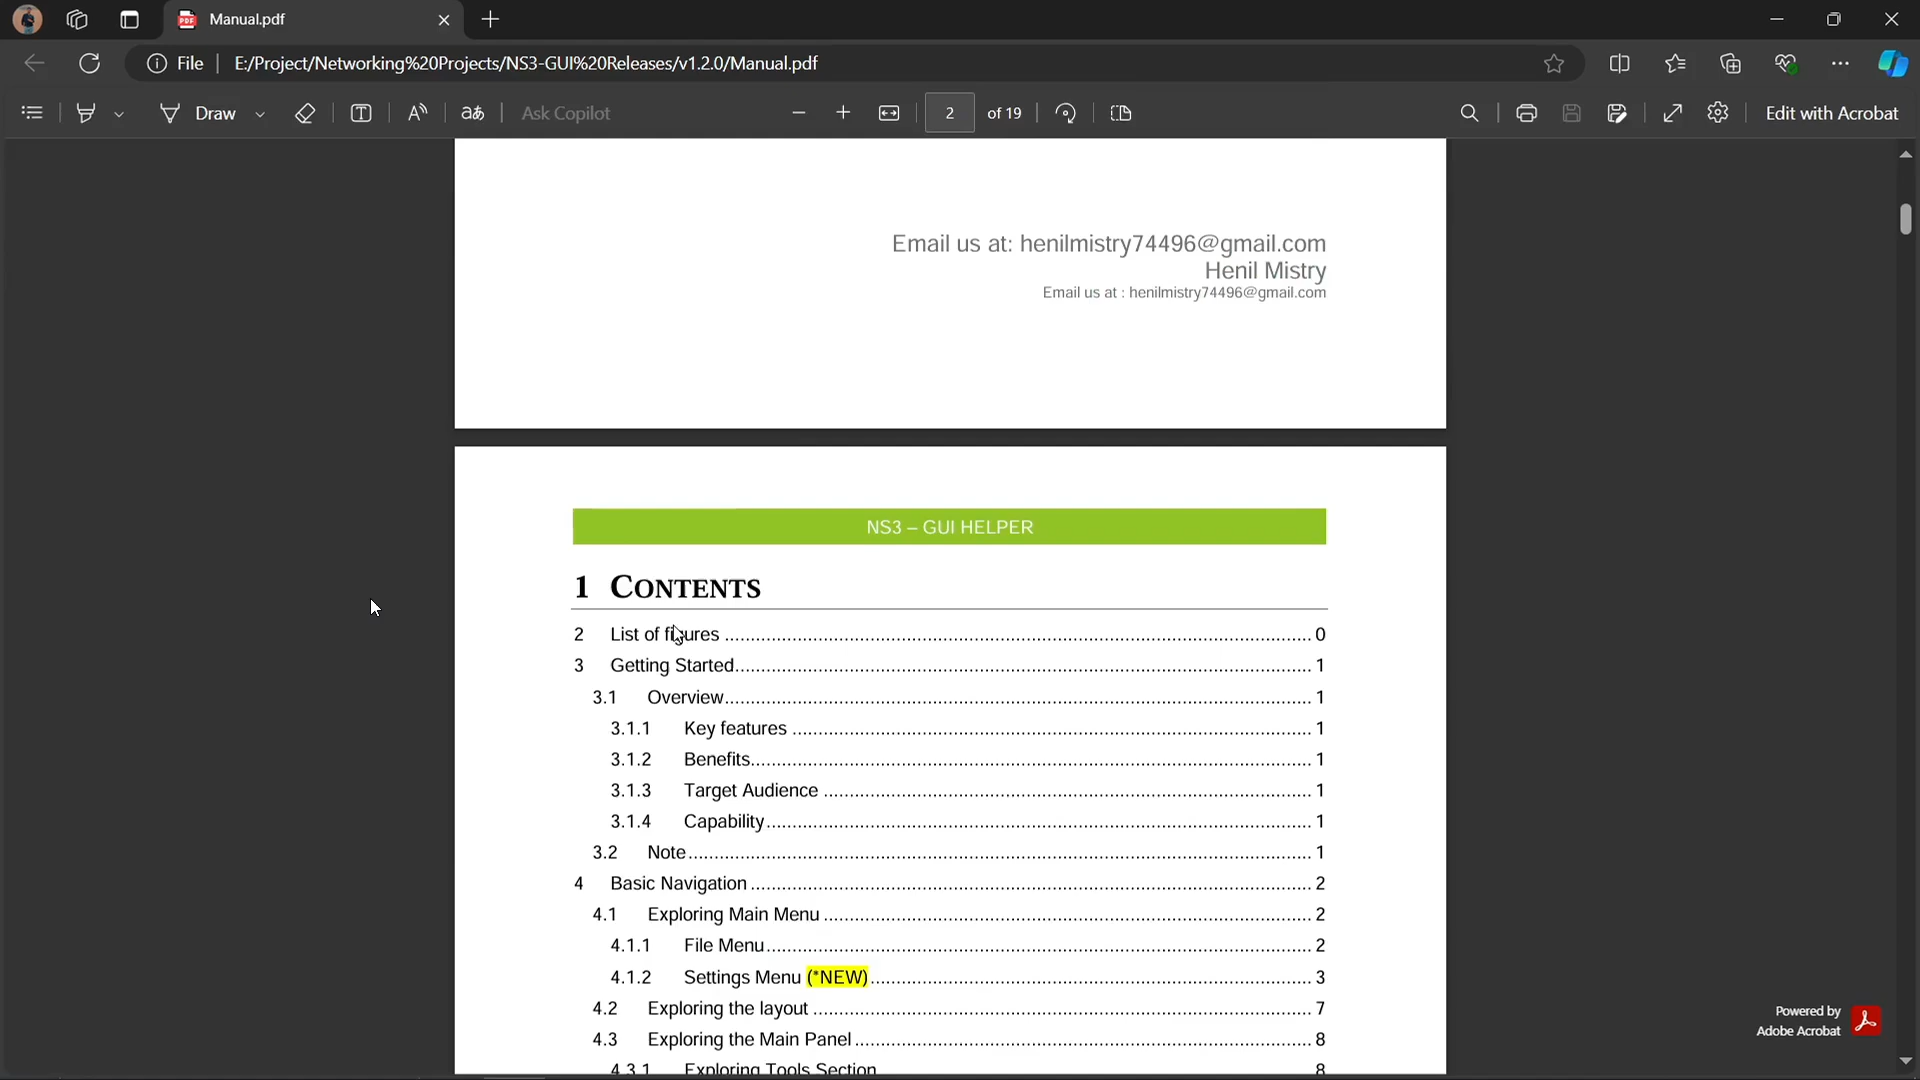 Manual.pdf
File
E:/Project/Networking%20Projects/NS3-GUI%20Releases/v1.2.0/Manual.pdf
Draw
aあ
Ask Copilot
2 of 19
Edit with Acrobat
Email us at: henilmistry74496@gmail.com
Henil Mistry
Email us at : henilmistry74496@gmail.com
NS3 – GUI HELPER
1 CONTENTS
2 List of figures 0
3 Getting Started 1
3.1 Overview 1
3.1.1 Key features 1
3.1.2 Benefits 1
3.1.3 Target Audience 1
3.1.4 Capability 1
3.2 Note 1
4 Basic Navigation 2
4.1 Exploring Main Menu 2
4.1.1 File Menu 2
4.1.2 Settings Menu (*NEW) 3
4.2 Exploring the layout 7
4.3 Exploring the Main Panel 8
4.3.1 Exploring Tools Section 8
Powered by
Adobe Acrobat